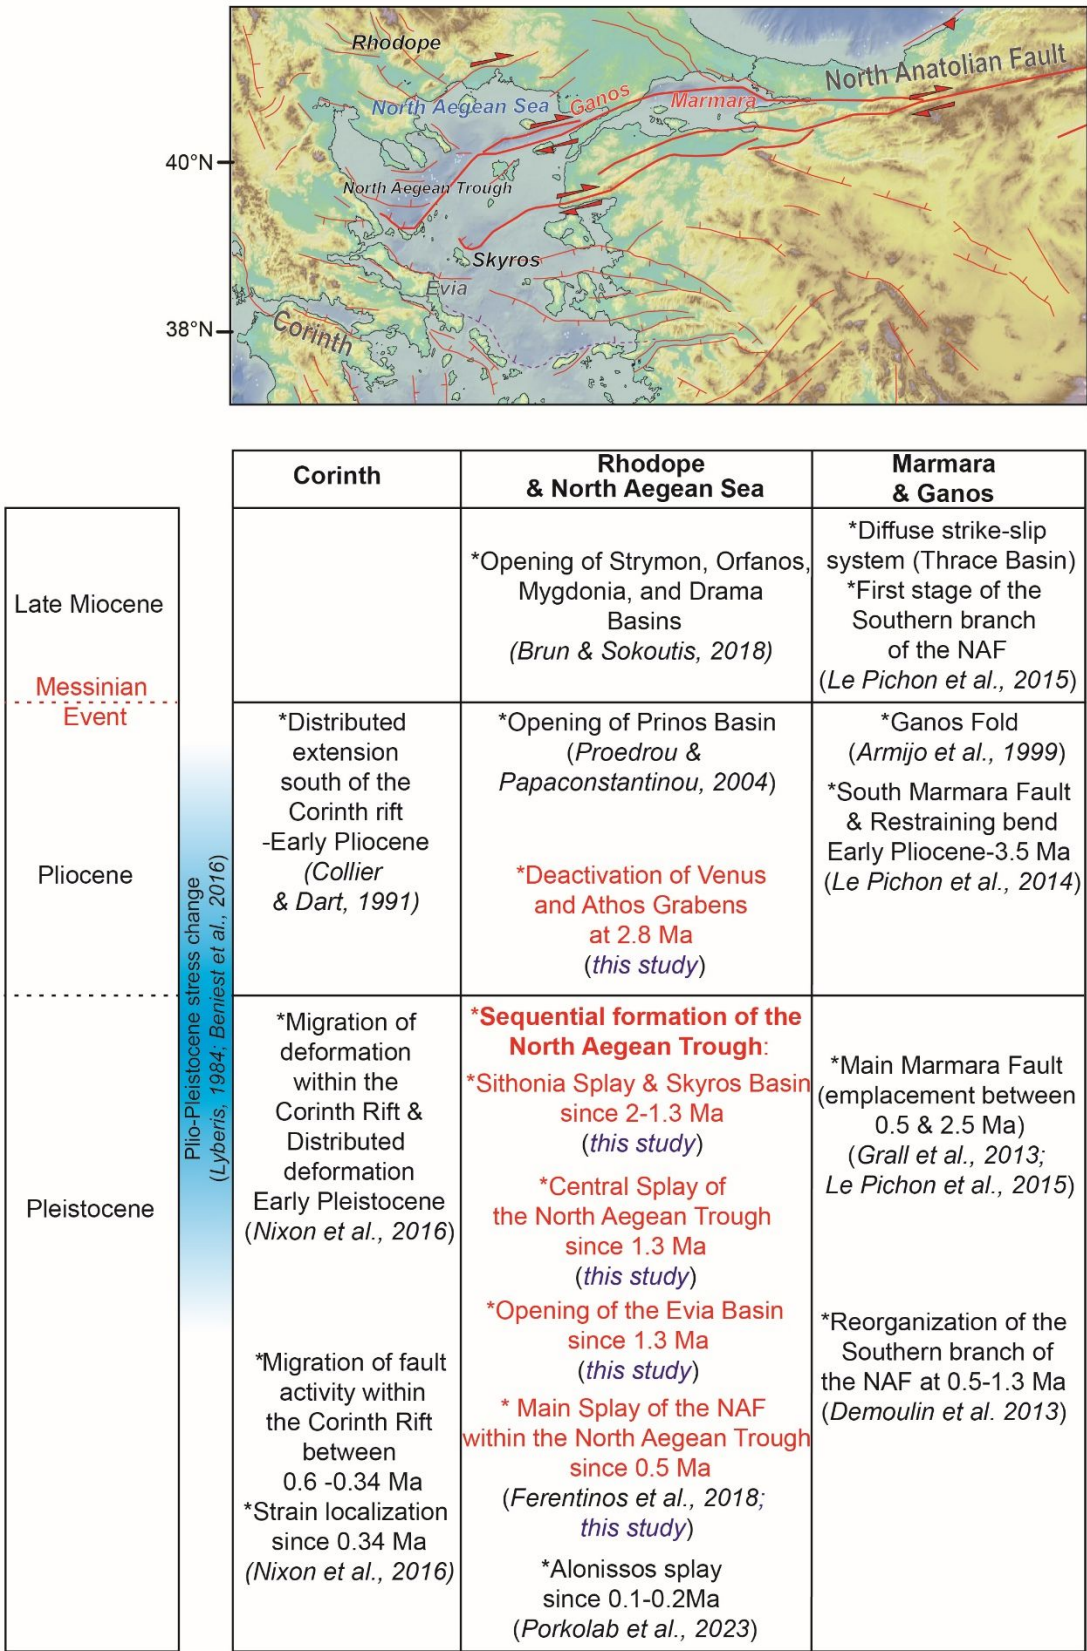 Rhodope
North Aegean Sea
Ganos
Marmara
North Anatolian Fault
40°N
North Aegean Trough
Skyros
Evia
38°N
Corinth
Corinth
Rhodope
& North Aegean Sea
Marmara
& Ganos
Late Miocene
Messinian
Event
Pliocene
Pleistocene
Plio-Pleistocene stress change
(Lyberis, 1984; Beniest et al., 2016)
*Distributed
extension
south of the
Corinth rift
-Early Pliocene
(Collier
& Dart, 1991)
*Migration of
deformation
within the
Corinth Rift &
Distributed
deformation
Early Pleistocene
(Nixon et al., 2016)
*Migration of fault
activity within
the Corinth Rift
between
0.6 -0.34 Ma
*Strain localization
since 0.34 Ma
(Nixon et al., 2016)
*Opening of Strymon, Orfanos,
Mygdonia, and Drama
Basins
(Brun & Sokoutis, 2018)
*Opening of Prinos Basin
(Proedrou &
Papaconstantinou, 2004)
*Deactivation of Venus
and Athos Grabens
at 2.8 Ma
(this study)
*Sequential formation of the
North Aegean Trough:
*Sithonia Splay & Skyros Basin
since 2-1.3 Ma
(this study)
*Central Splay of
the North Aegean Trough
since 1.3 Ma
(this study)
*Opening of the Evia Basin
since 1.3 Ma
(this study)
* Main Splay of the NAF
within the North Aegean Trough
since 0.5 Ma
(Ferentinos et al., 2018;
this study)
*Alonissos splay
since 0.1-0.2Ma
(Porkolab et al., 2023)
*Diffuse strike-slip
system (Thrace Basin)
*First stage of the
Southern branch
of the NAF
(Le Pichon et al., 2015)
*Ganos Fold
(Armijo et al., 1999)
*South Marmara Fault
& Restraining bend
Early Pliocene-3.5 Ma
(Le Pichon et al., 2014)
*Main Marmara Fault
(emplacement between
0.5 & 2.5 Ma)
(Grall et al., 2013;
Le Pichon et al., 2015)
*Reorganization of the
Southern branch of
the NAF at 0.5-1.3 Ma
(Demoulin et al. 2013)